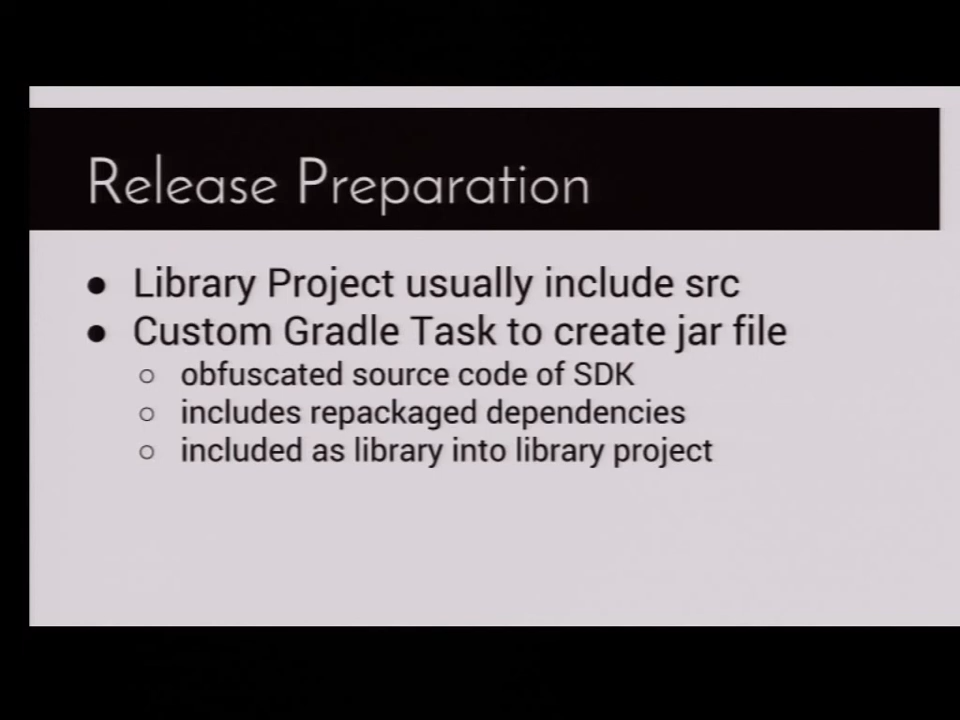 Release Preparation
● Library Project usually include src
● Custom Gradle Task to create jar file
○ obfuscated source code of SDK
○ includes repackaged dependencies
○ included as library into library project